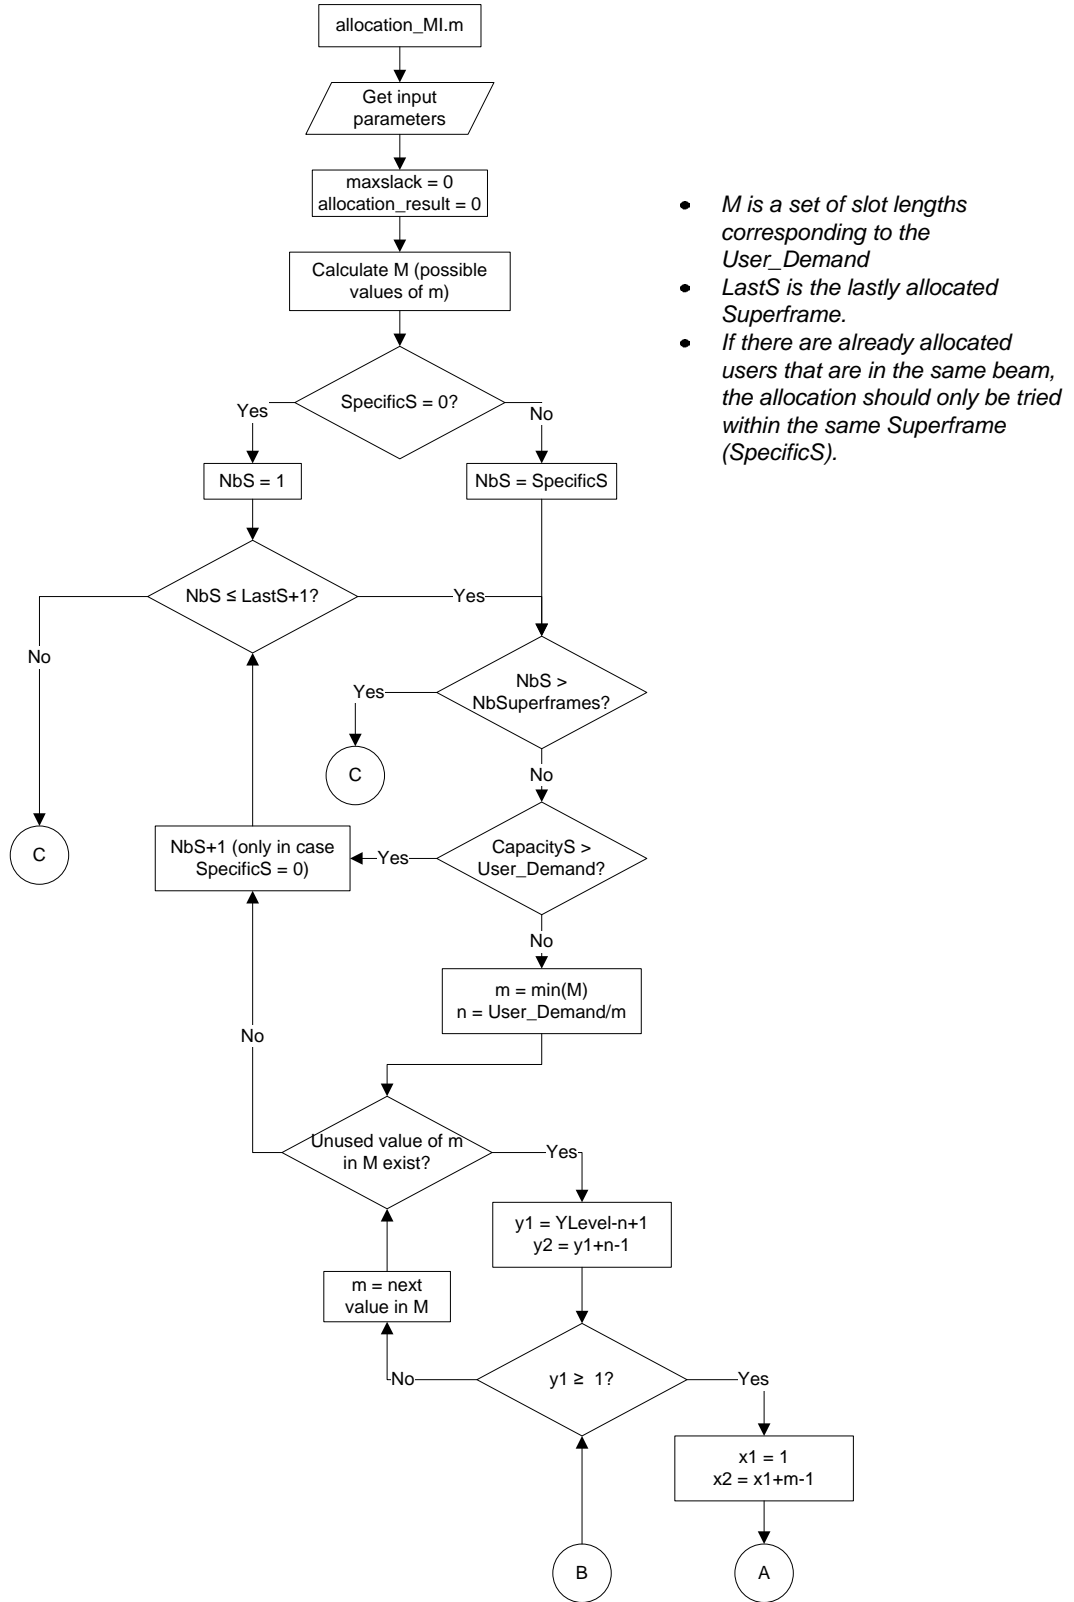 allocation_MI.m
Get input
parameters
maxslack = 0
allocation_result = 0
Calculate M (possible
values of m)
• M is a set of slot lengths
corresponding to the
User_Demand
• LastS is the lastly allocated
Superframe.
• If there are already allocated
users that are in the same beam,
the allocation should only be tried
within the same Superframe
(SpecificS).
SpecificS = 0?
Yes
No
NbS = 1
NbS = SpecificS
NbS ≤ LastS+1?
Yes
No
NbS >
NbSuperframes?
Yes
C
No
C
NbS+1 (only in case
SpecificS = 0)
Yes
CapacityS >
User_Demand?
No
m = min(M)
n = User_Demand/m
No
Unused value of m
in M exist?
Yes
y1 = YLevel-n+1
y2 = y1+n-1
m = next
value in M
No
y1 ≥ 1?
Yes
x1 = 1
x2 = x1+m-1
B
A